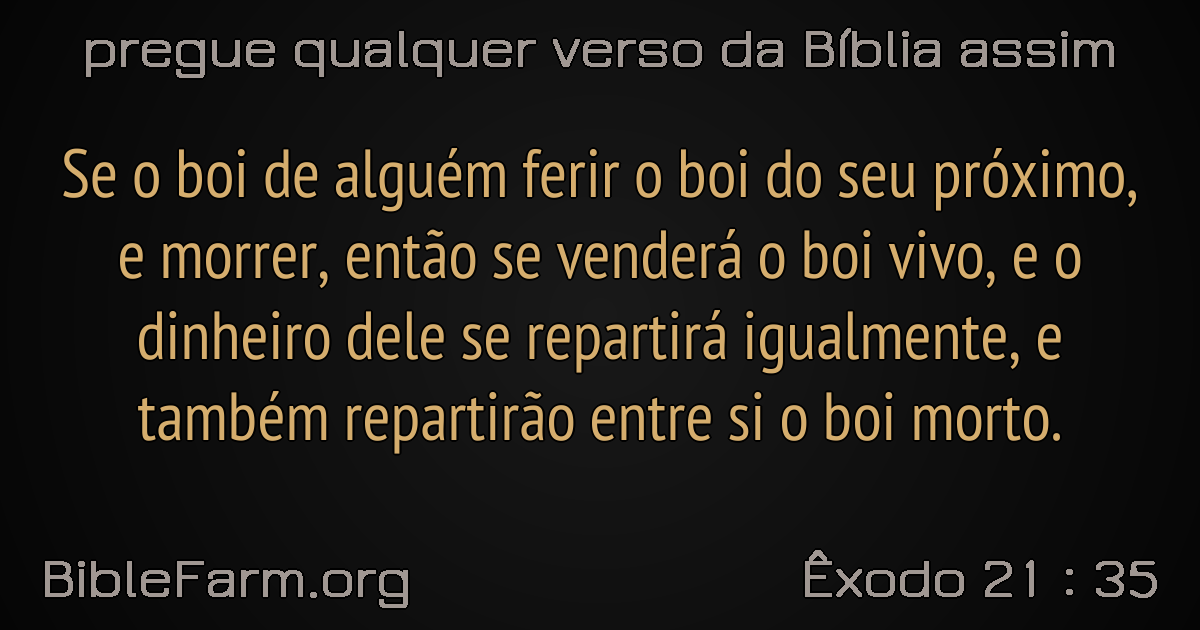 pregue qualquer verso da Bíblia assim
Se o boi de alguém ferir o boi do seu próximo,
e morrer, então se venderá o boi vivo, e o
dinheiro dele se repartirá igualmente, e
também repartirão entre si o boi morto.
BibleFarm.org
Êxodo 21 : 35